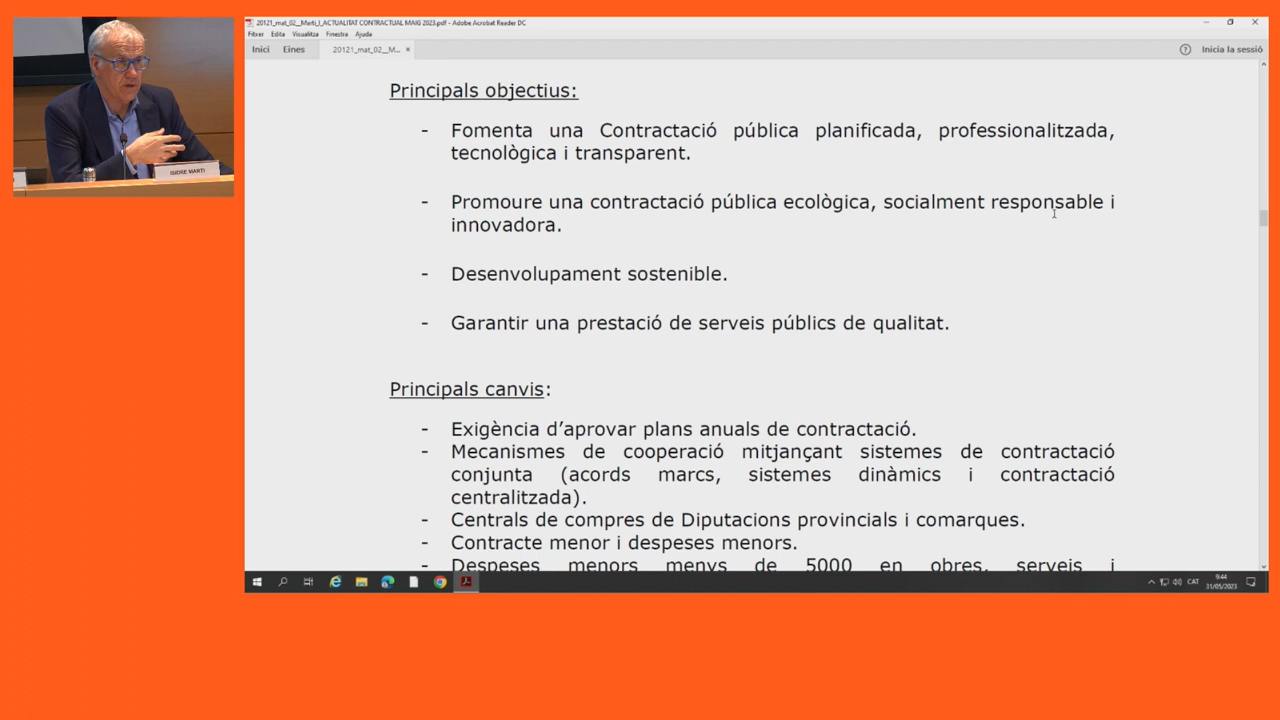 20121_mat_02__Marti_I_ACTUALITAT CONTRACTUAL MAIG 2023.pdf - Adobe Acrobat Reader DC
Fitxer Edita Visualitza Finestra Ajuda
Inici Eines 20121_mat_02__M... × Inicia la sessió
ISIDRE MARTI
Principals objectius:
- Fomenta una Contractació pública planificada, professionalitzada,
tecnològica i transparent.
- Promoure una contractació pública ecològica, socialment responsable i
innovadora.
- Desenvolupament sostenible.
- Garantir una prestació de serveis públics de qualitat.
Principals canvis:
- Exigència d’aprovar plans anuals de contractació.
- Mecanismes de cooperació mitjançant sistemes de contractació
conjunta (acords marcs, sistemes dinàmics i contractació
centralitzada).
- Centrals de compres de Diputacions provincials i comarques.
- Contracte menor i despeses menors.
- Despeses menors menys de 5000 en obres, serveis i
CAT
9:44
31/05/2023